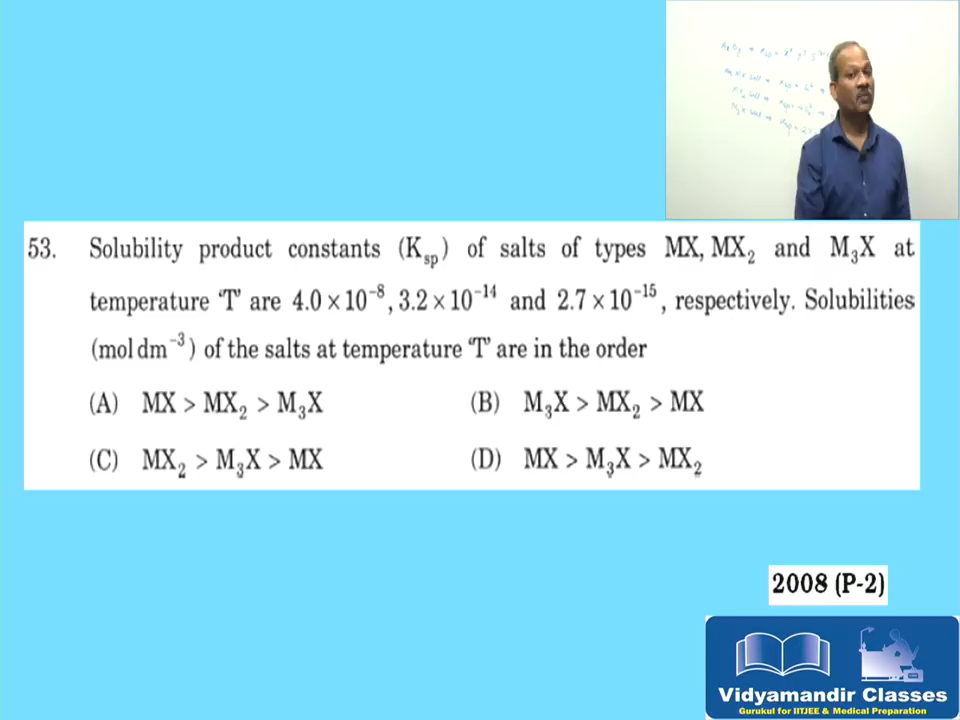 53. Solubility product constants (K_sp) of salts of types MX, MX₂ and M₃X at
temperature 'T' are 4.0 × 10⁻⁸, 3.2 × 10⁻¹⁴ and 2.7 × 10⁻¹⁵, respectively. Solubilities
(mol dm⁻³) of the salts at temperature 'T' are in the order
(A) MX > MX₂ > M₃X (B) M₃X > MX₂ > MX
(C) MX₂ > M₃X > MX (D) MX > M₃X > MX₂
2008 (P-2)
Vidyamandir Classes
Gurukul for IITJEE & Medical Preparation